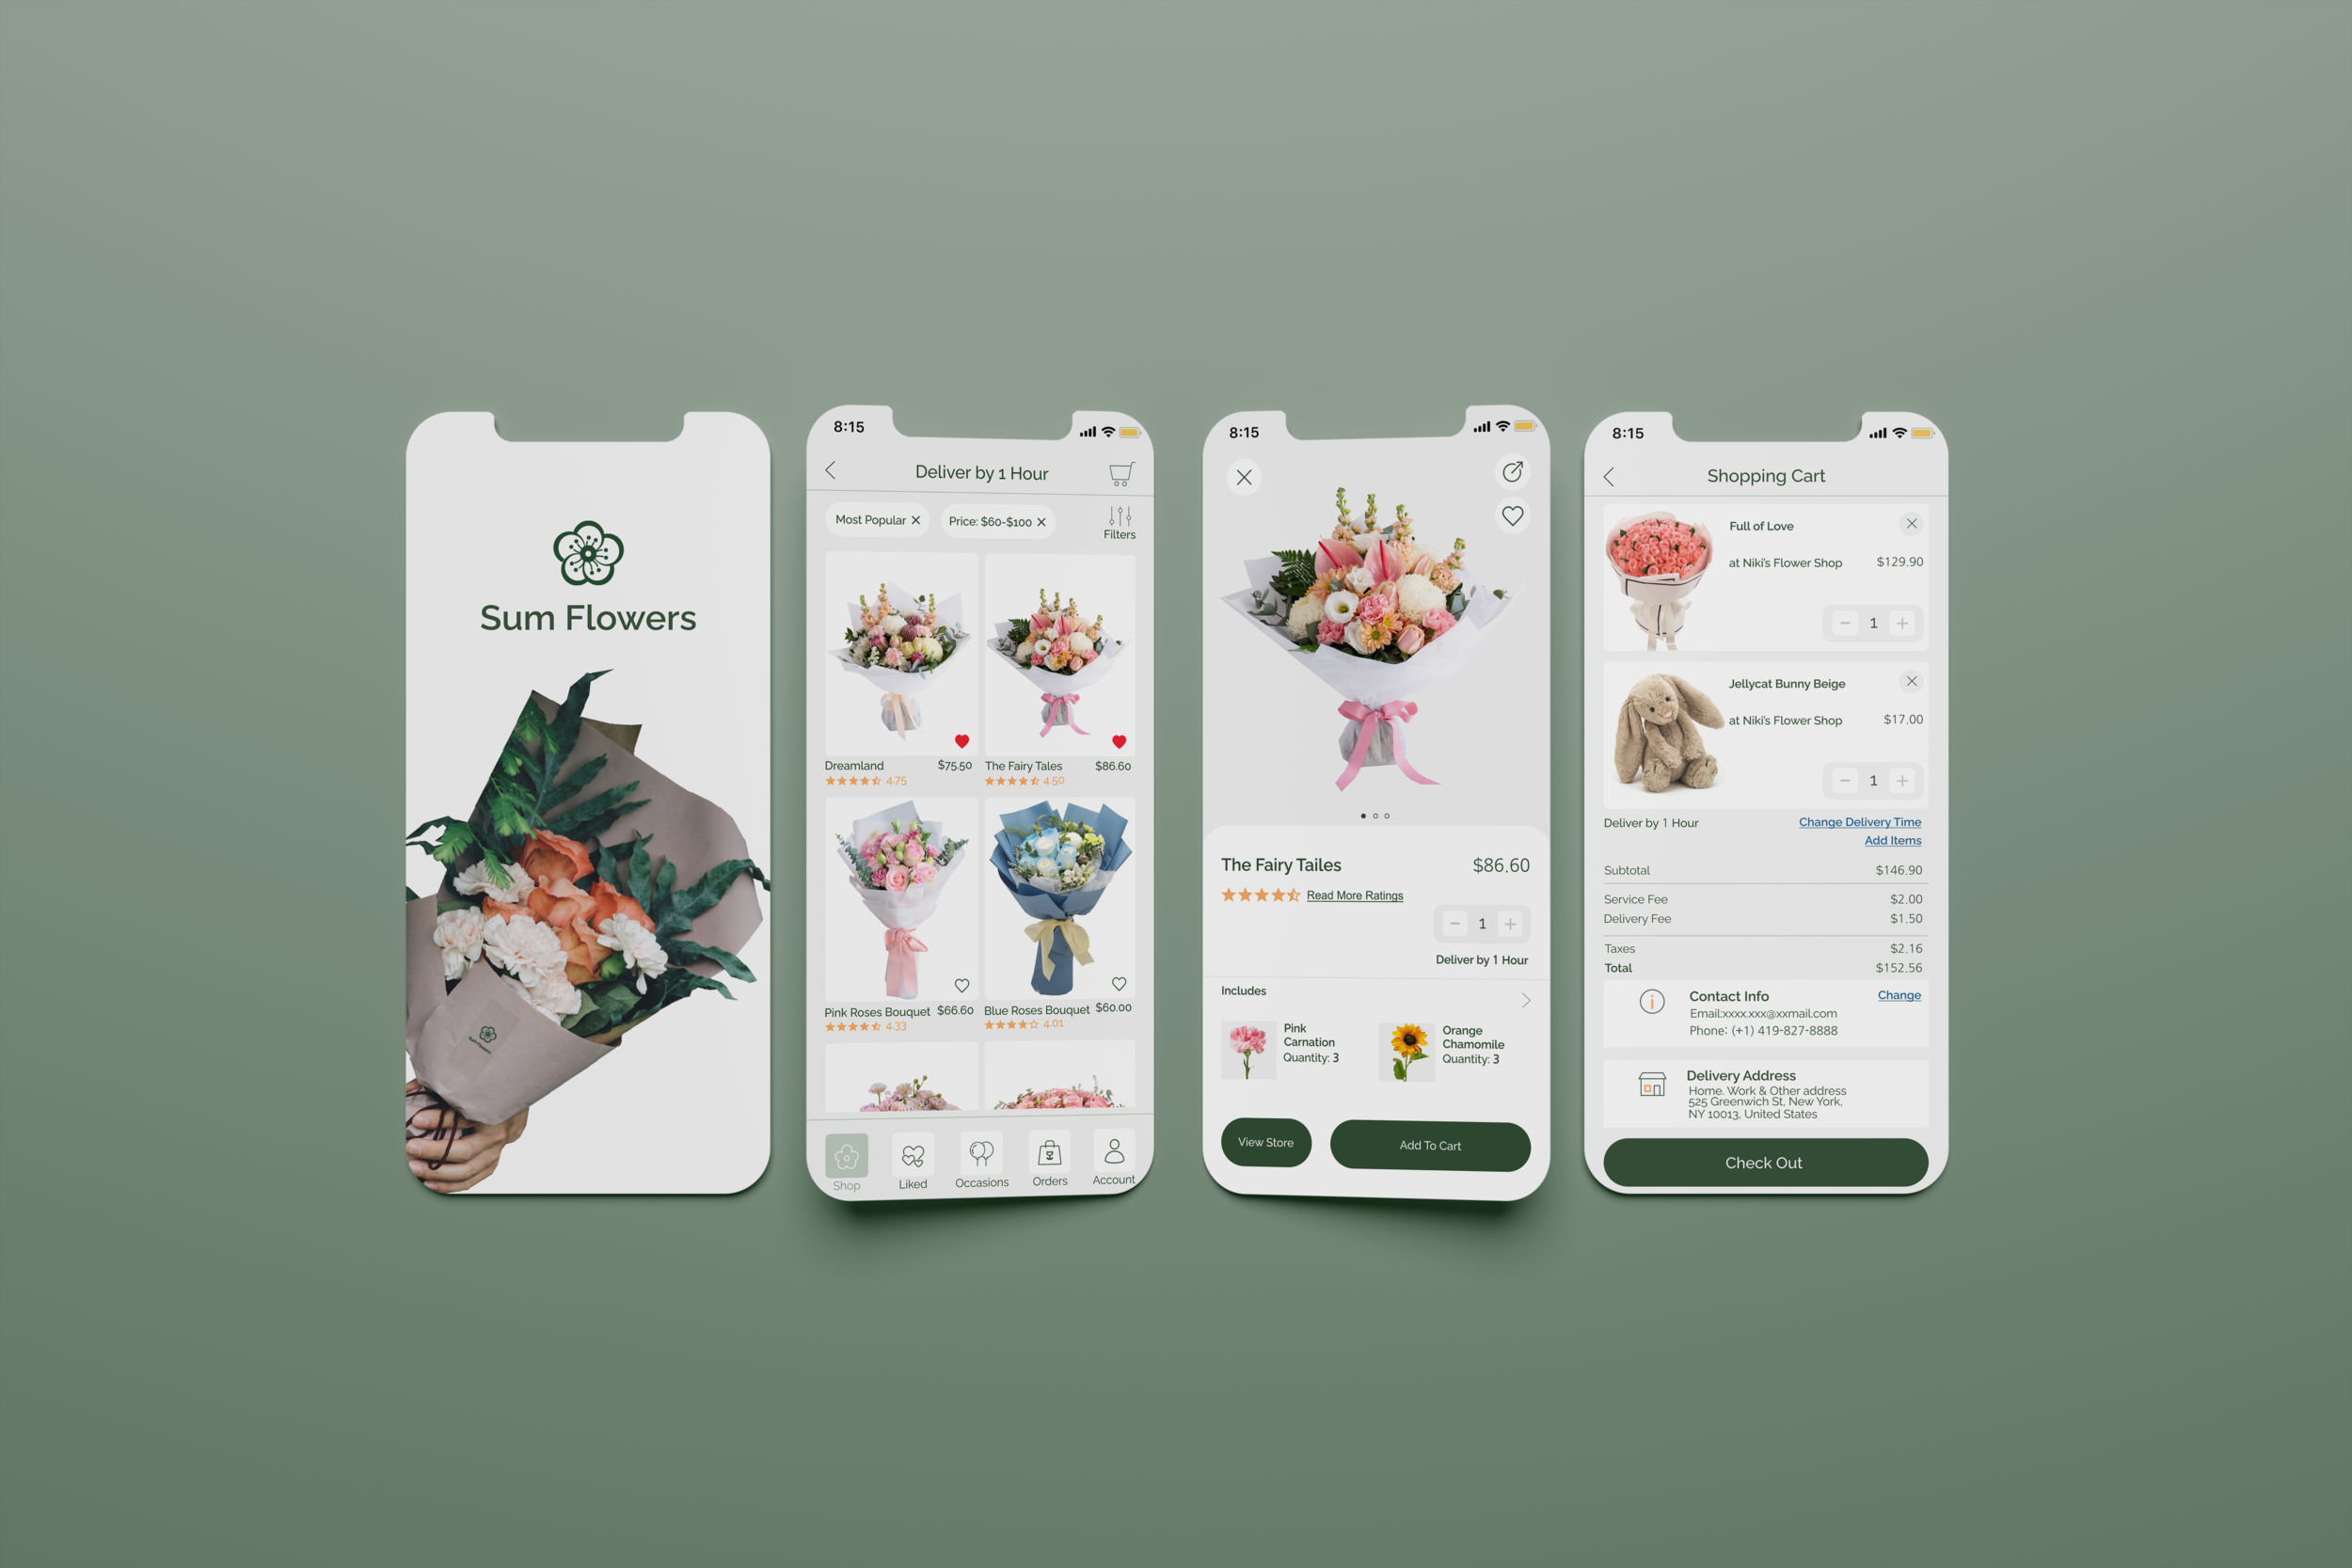 Sum Flowers
Sum Flowers
8:15
Deliver by 1 Hour
Most Popular ×
Price: $60-$100 ×
Filters
Dreamland $75.50
4.75
The Fairy Tales $86.60
4.50
Pink Roses Bouquet $66.60
4.33
Blue Roses Bouquet $60.00
4.01
Shop
Liked
Occasions
Orders
Account
8:15
The Fairy Tailes $86.60
Read More Ratings
− 1 +
Deliver by 1 Hour
Includes
Pink
Carnation
Quantity: 3
Orange
Chamomile
Quantity: 3
View Store
Add To Cart
8:15
Shopping Cart
Full of Love
at Niki's Flower Shop $129.90
− 1 +
Jellycat Bunny Beige
at Niki's Flower Shop $17.00
− 1 +
Deliver by 1 Hour Change Delivery Time
Add Items
Subtotal $146.90
Service Fee $2.00
Delivery Fee $1.50
Taxes $2.16
Total $152.56
Contact Info Change
Email:xxxx.xxx@xxmail.com
Phone: (+1) 419-827-8888
Delivery Address
Home. Work & Other address
525 Greenwich St, New York,
NY 10013, United States
Check Out